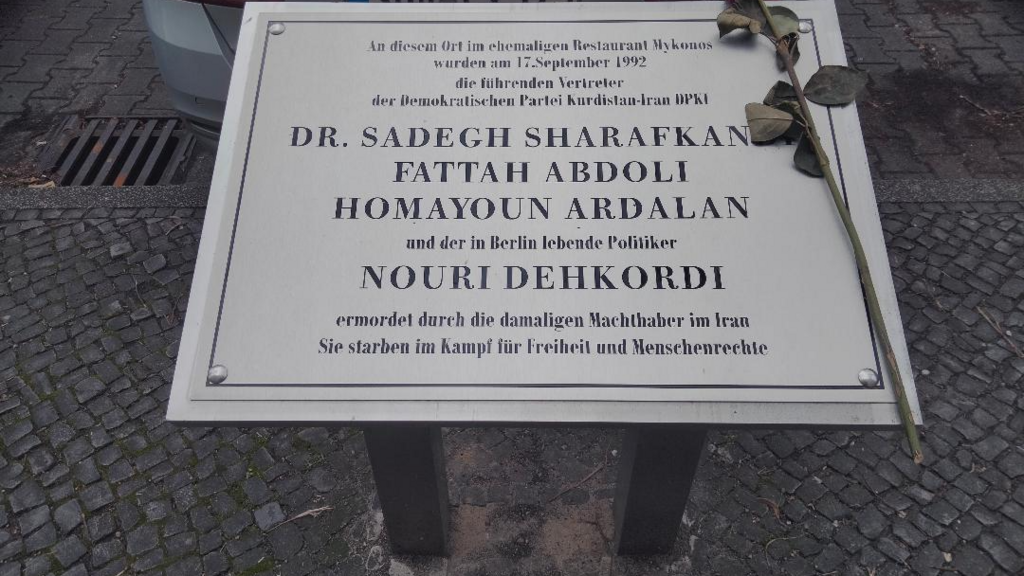 An diesem Ort im ehemaligen Restaurant Mykonos
wurden am 17.September 1992
die führenden Vertreter
der Demokratischen Partei Kurdistan-Iran DPKI
DR. SADEGH SHARAFKAN
FATTAH ABDOLI
HOMAYOUN ARDALAN
und der in Berlin lebende Politiker
NOURI DEHKORDI
ermordet durch die damaligen Machthaber im Iran
Sie starben im Kampf für Freiheit und Menschenrechte